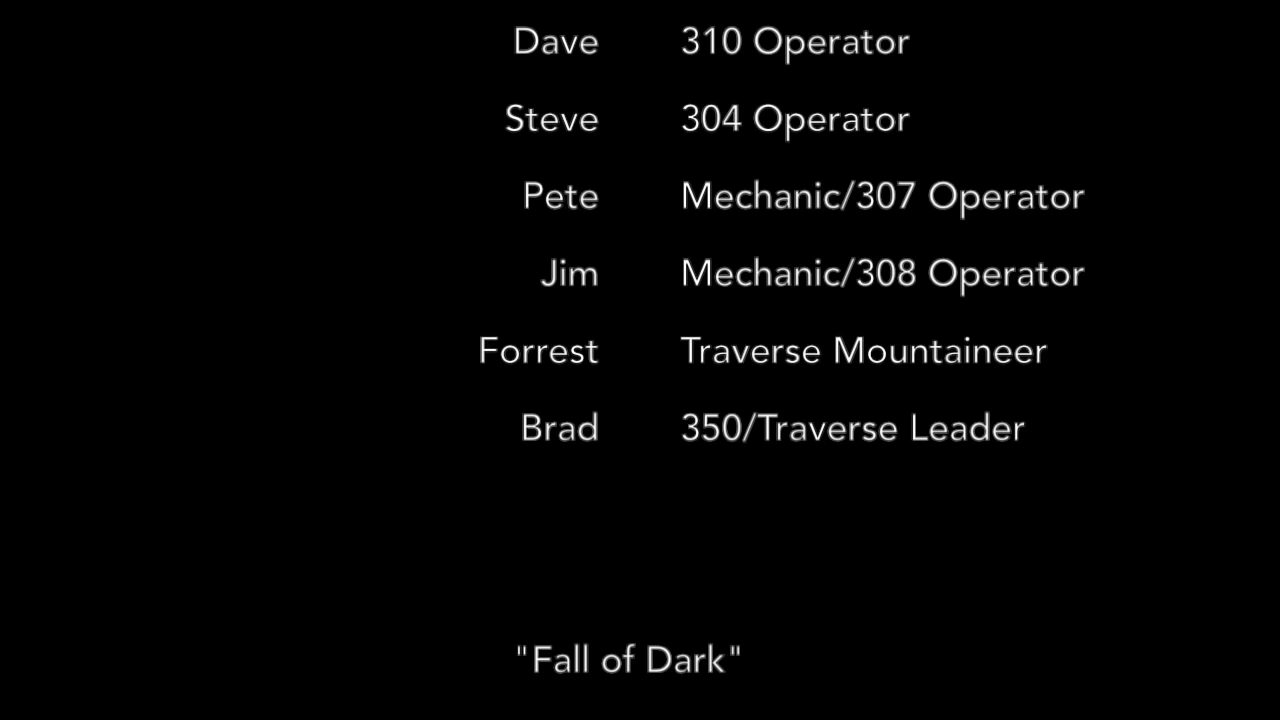 Dave 310 Operator
Steve 304 Operator
Pete Mechanic/307 Operator
Jim Mechanic/308 Operator
Forrest Traverse Mountaineer
Brad 350/Traverse Leader
"Fall of Dark"